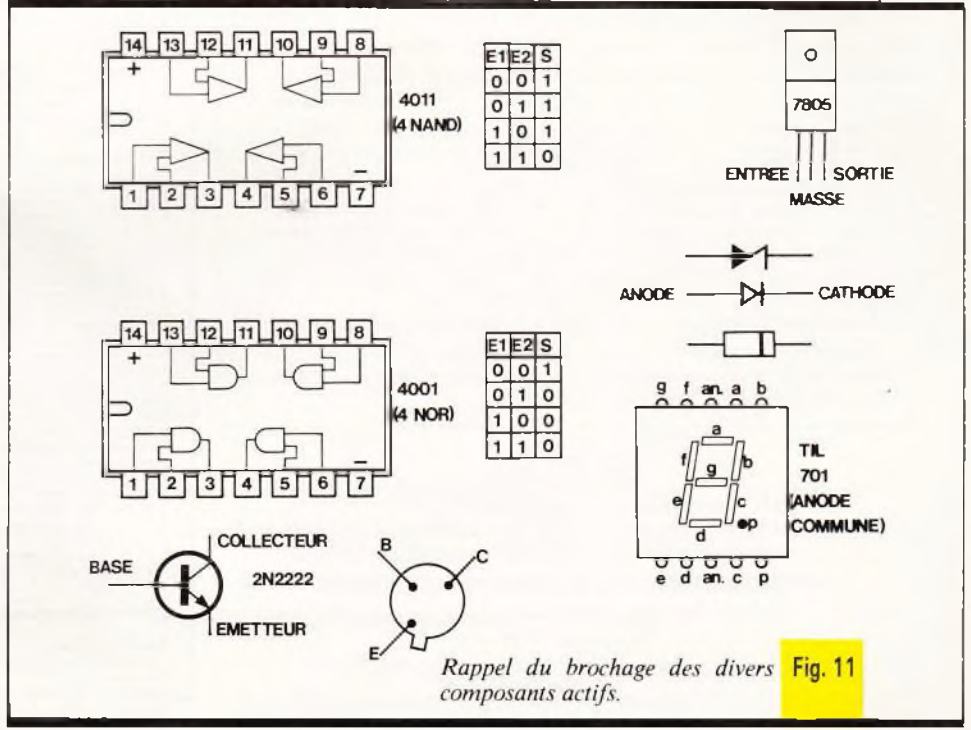 14 13 12 11 10 9 8
+
4011
(4 NAND)
−
1 2 3 4 5 6 7
E1 E2 S
0 0 1
0 1 1
1 0 1
1 1 0
7805
ENTREE SORTIE
MASSE
ANODE CATHODE
14 13 12 11 10 9 8
+
4001
(4 NOR)
−
1 2 3 4 5 6 7
E1 E2 S
0 0 1
0 1 0
1 0 0
1 1 0
g f an. a b
a
f b
g
e c
d p
e d an. c p
TIL
701
(ANODE
COMMUNE)
COLLECTEUR
BASE
2N2222
EMETTEUR
B
C
E
Rappel du brochage des divers
composants actifs.
Fig. 11